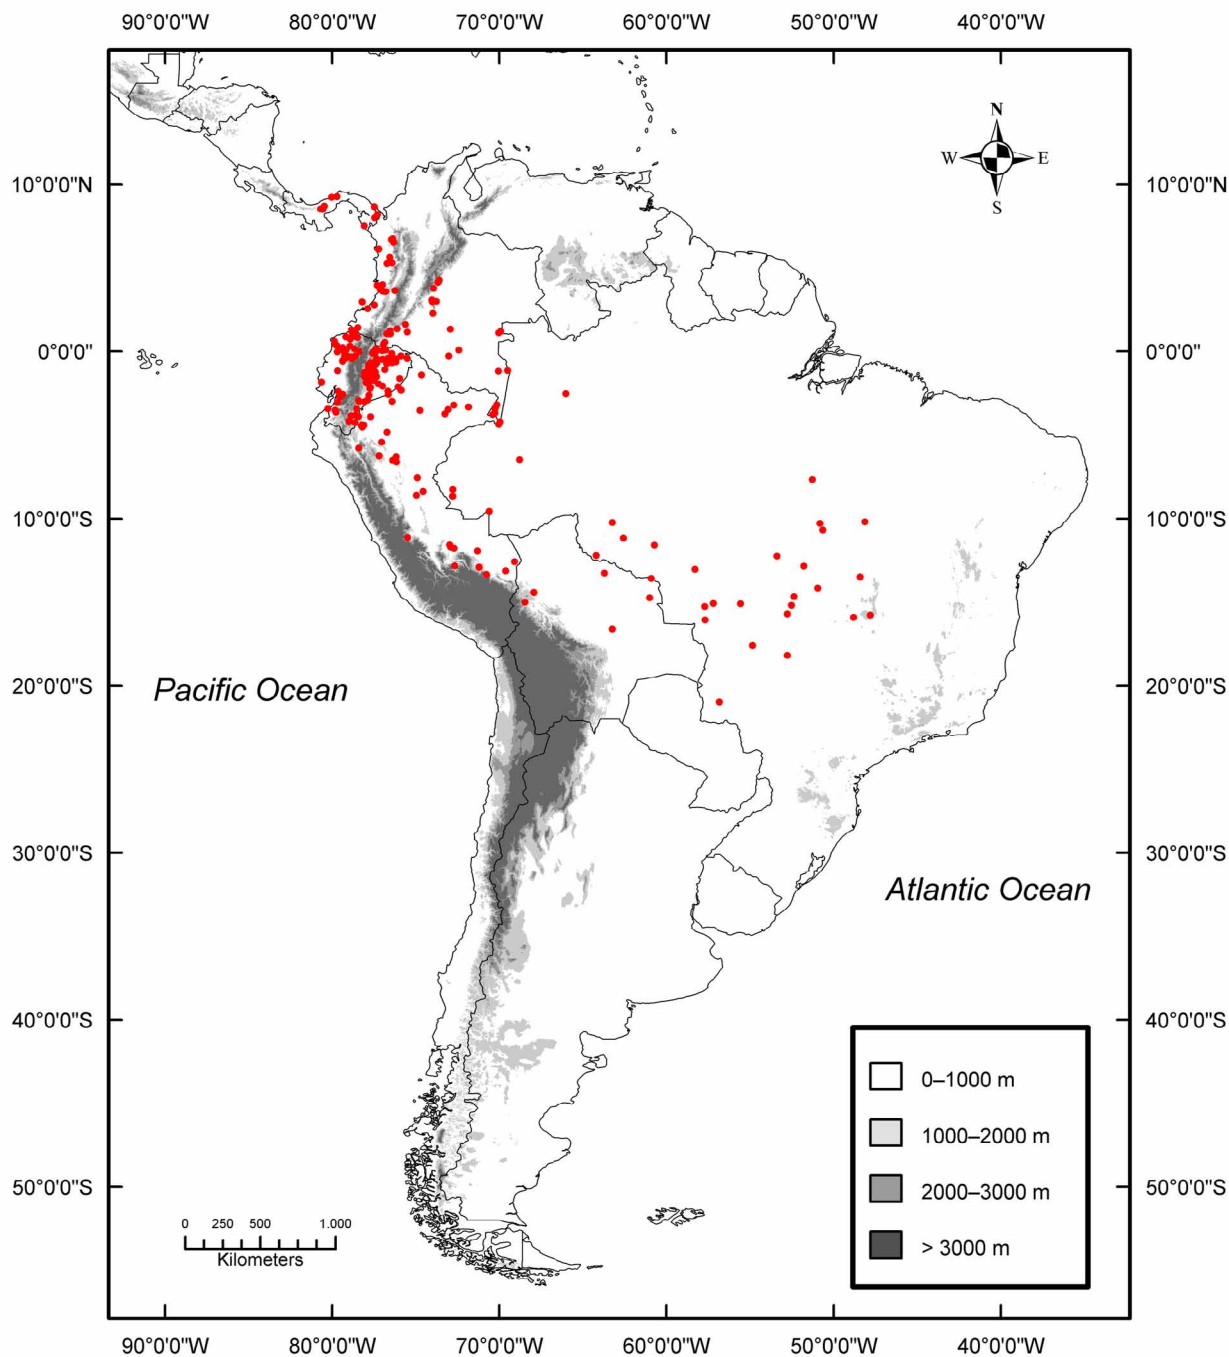 90°0'0"W 80°0'0"W 70°0'0"W 60°0'0"W 50°0'0"W 40°0'0"W
N
W E
S
10°0'0"N 10°0'0"N
0°0'0" 0°0'0"
10°0'0"S 10°0'0"S
20°0'0"S 20°0'0"S
Pacific Ocean
30°0'0"S 30°0'0"S
Atlantic Ocean
40°0'0"S 40°0'0"S
0–1000 m
1000–2000 m
2000–3000 m
> 3000 m
50°0'0"S 50°0'0"S
0 250 500 1.000
Kilometers
90°0'0"W 80°0'0"W 70°0'0"W 60°0'0"W 50°0'0"W 40°0'0"W